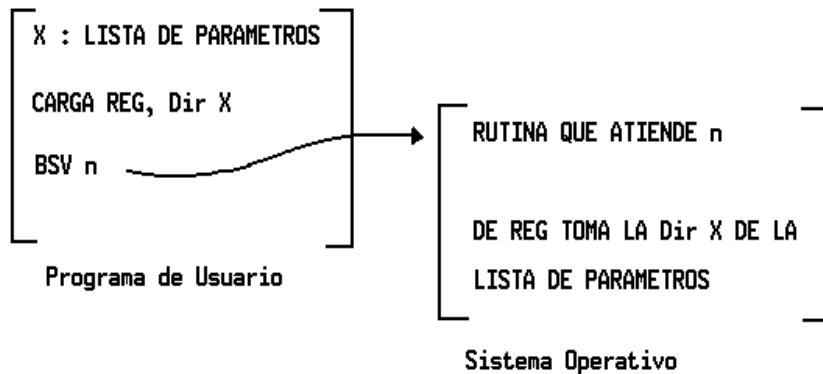 X : LISTA DE PARAMETROS
CARGA REG, Dir X
BSV n
Programa de Usuario
RUTINA QUE ATIENDE n
DE REG TOMA LA Dir X DE LA
LISTA DE PARAMETROS
Sistema Operativo